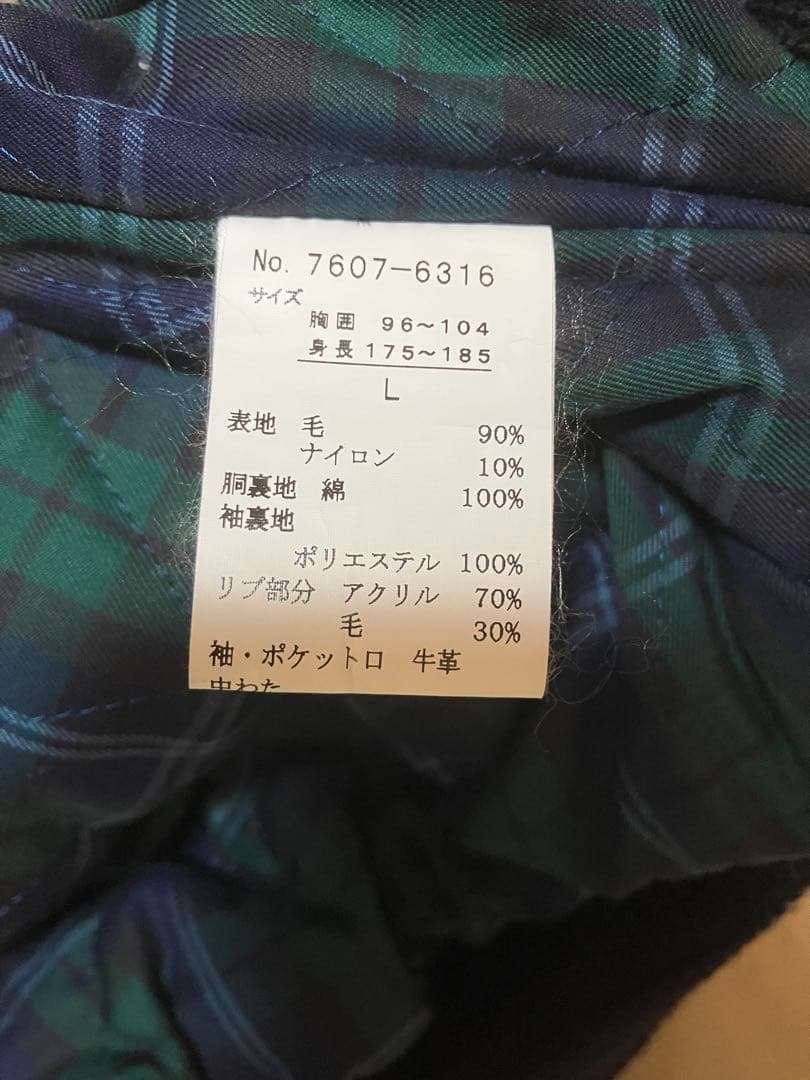 No. 7607-6316
サイズ
胸囲 96～104
身長 175～185
L
表地 毛 90%
ナイロン 10%
胴裏地 綿 100%
袖裏地
ポリエステル 100%
リブ部分 アクリル 70%
毛 30%
袖・ポケット口 牛革
中わた